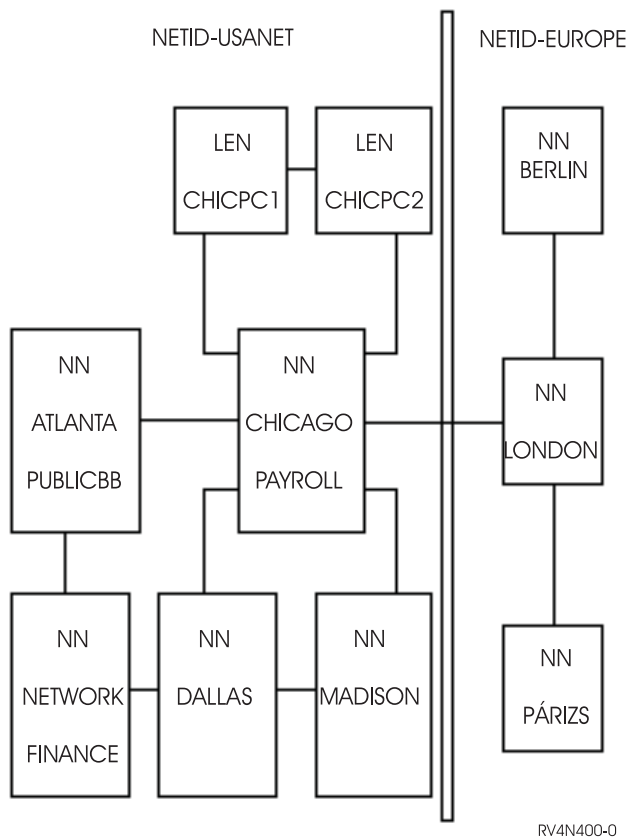 NETID-USANET
NETID-EUROPE
LEN
CHICPC1
LEN
CHICPC2
NN
BERLIN
NN
ATLANTA
PUBLICBB
NN
CHICAGO
PAYROLL
NN
LONDON
NN
NETWORK
FINANCE
NN
DALLAS
NN
MADISON
NN
PÁRIZS
RV4N400-0